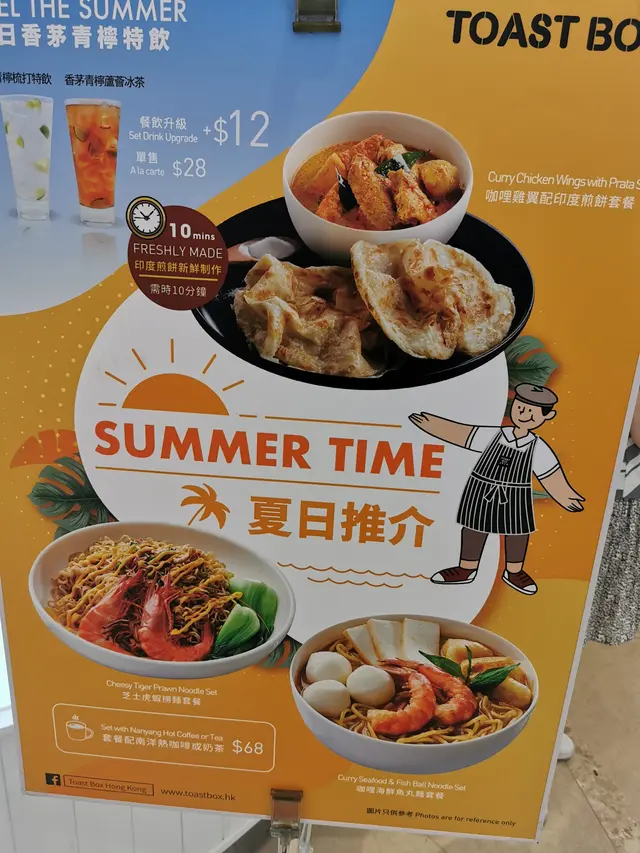 EL THE SUMMER
日香茅青檸特飲
檸梳打特飲 香茅青檸蘆薈冰茶
餐飲升級
Set Drink Upgrade +$12
單售
A la carte $28
TOAST BO
Curry Chicken Wings with Prata S
咖哩雞翼配印度煎餅套餐
10mins
FRESHLY MADE
印度煎餅新鮮制作
需時10分鐘
SUMMER TIME
夏日推介
Cheesy Tiger Prawn Noodle Set
芝士虎蝦撈麵套餐
Set with Nanyang Hot Coffee or Tea
套餐配南洋熱咖啡或奶茶 $68
Curry Seafood & Fish Ball Noodle Set
咖哩海鮮魚丸麵套餐
Toast Box Hong Kong www.toastbox.hk
圖片只供參考 Photos are for reference only